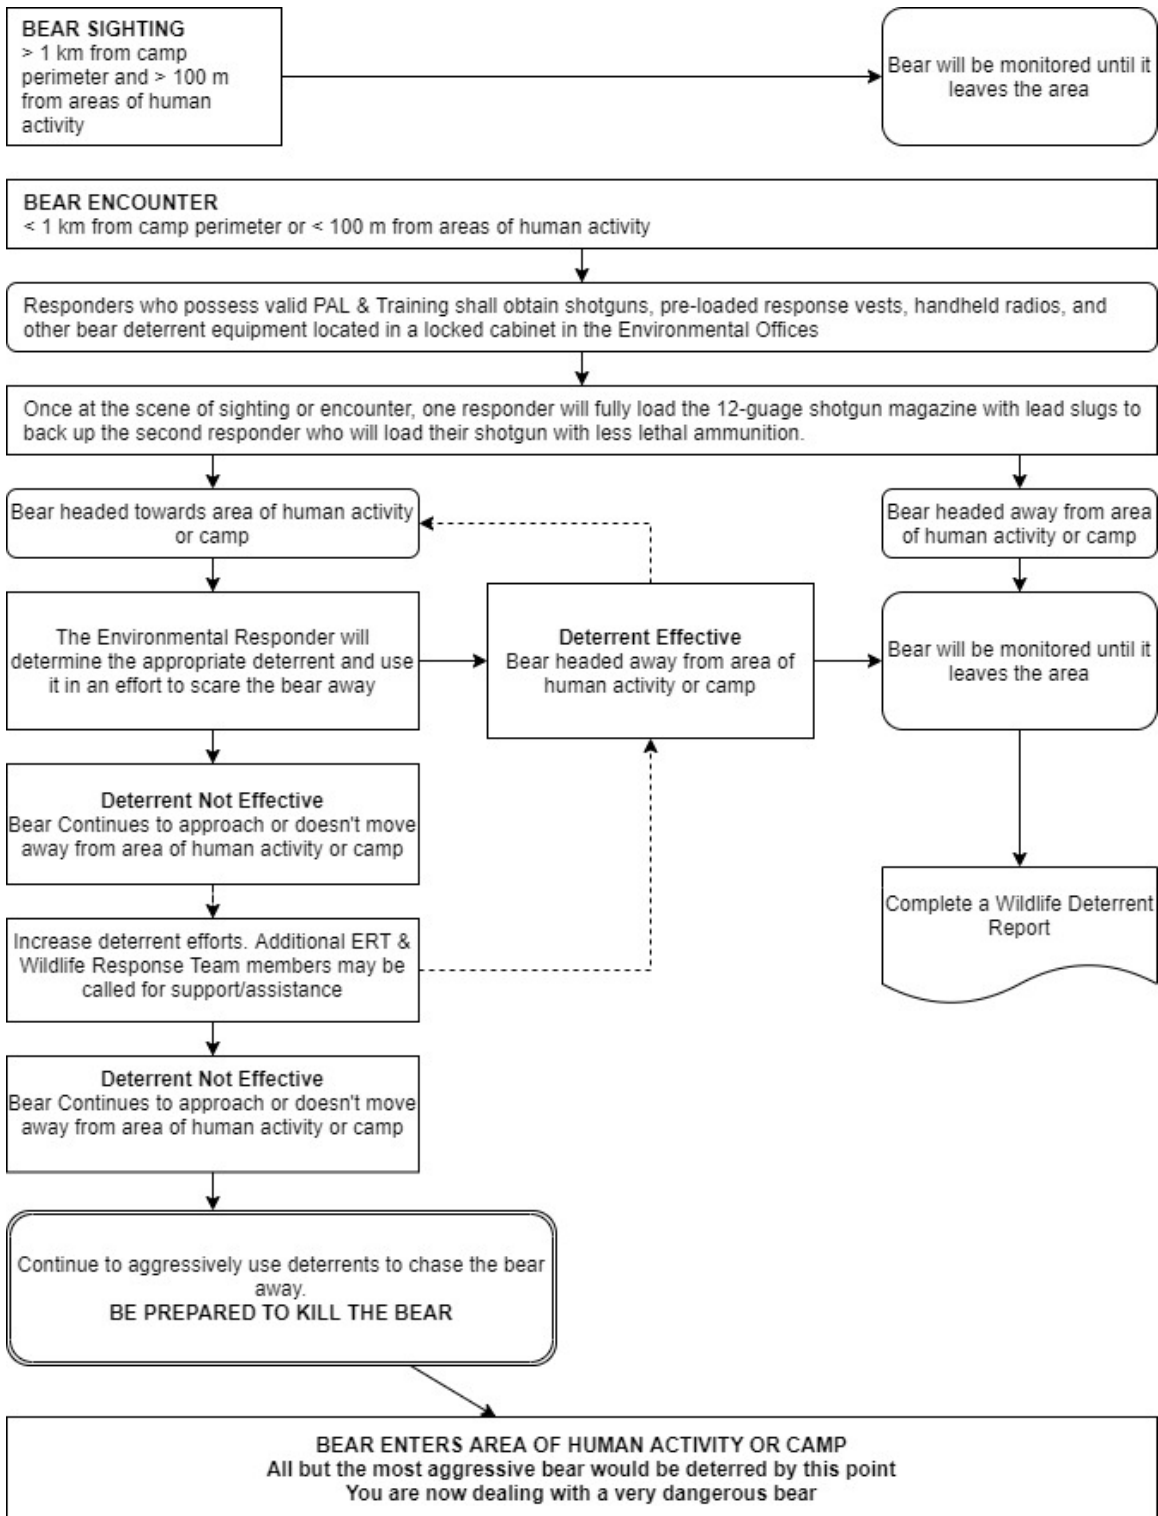 BEAR SIGHTING
> 1 km from camp
perimeter and > 100 m
from areas of human
activity
Bear will be monitored until it
leaves the area
BEAR ENCOUNTER
< 1 km from camp perimeter or < 100 m from areas of human activity
Responders who possess valid PAL & Training shall obtain shotguns, pre-loaded response vests, handheld radios, and
other bear deterrent equipment located in a locked cabinet in the Environmental Offices
Once at the scene of sighting or encounter, one responder will fully load the 12-guage shotgun magazine with lead slugs to
back up the second responder who will load their shotgun with less lethal ammunition.
Bear headed towards area of human activity
or camp
Bear headed away from area
of human activity or camp
The Environmental Responder will
determine the appropriate deterrent and use
it in an effort to scare the bear away
Deterrent Effective
Bear headed away from area of
human activity or camp
Bear will be monitored until it
leaves the area
Deterrent Not Effective
Bear Continues to approach or doesn't move
away from area of human activity or camp
Complete a Wildlife Deterrent
Report
Increase deterrent efforts. Additional ERT &
Wildlife Response Team members may be
called for support/assistance
Deterrent Not Effective
Bear Continues to approach or doesn't move
away from area of human activity or camp
Continue to aggressively use deterrents to chase the bear
away.
BE PREPARED TO KILL THE BEAR
BEAR ENTERS AREA OF HUMAN ACTIVITY OR CAMP
All but the most aggressive bear would be deterred by this point
You are now dealing with a very dangerous bear